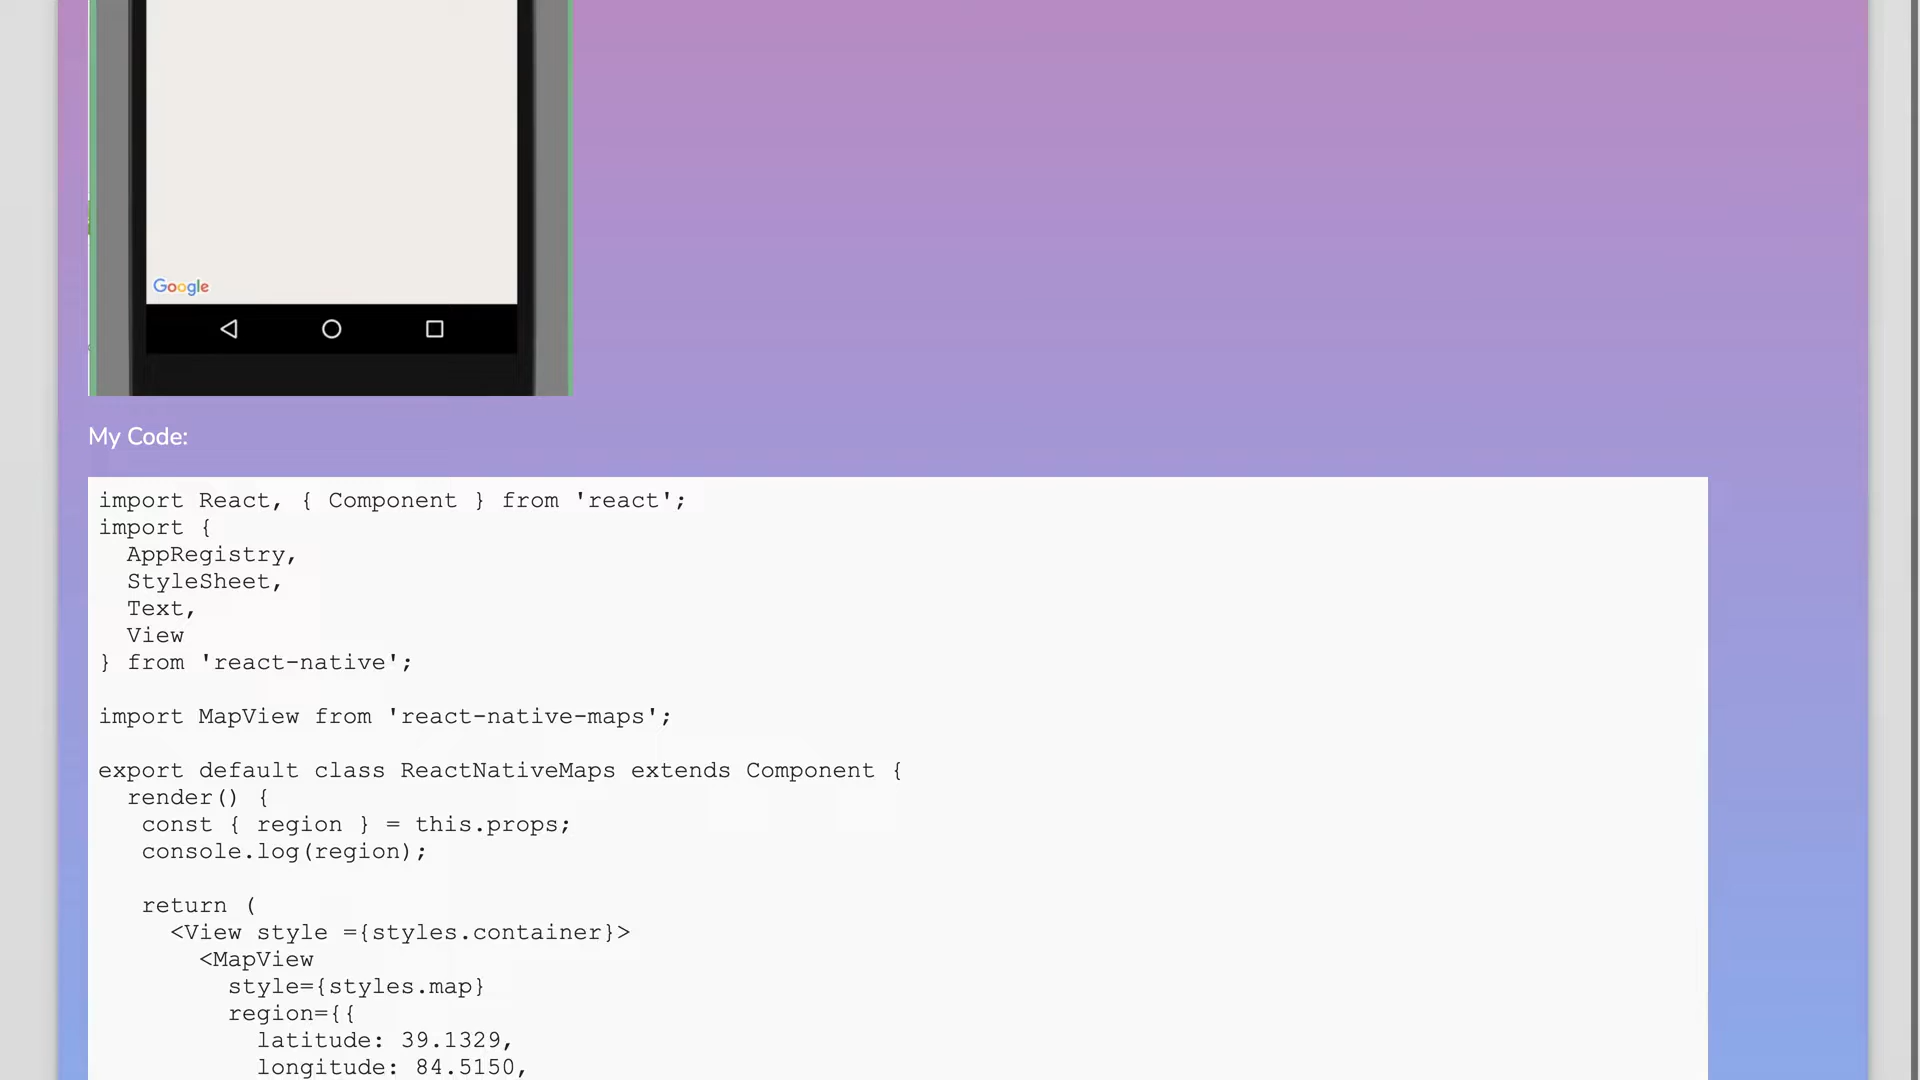 Google
My Code:
import React, { Component } from 'react';
import {
  AppRegistry,
  StyleSheet,
  Text,
  View
} from 'react-native';
import MapView from 'react-native-maps';
export default class ReactNativeMaps extends Component {
  render() {
   const { region } = this.props;
   console.log(region);
   return (
     <View style ={styles.container}>
       <MapView
         style={styles.map}
         region={{
           latitude: 39.1329,
           longitude: 84.5150,